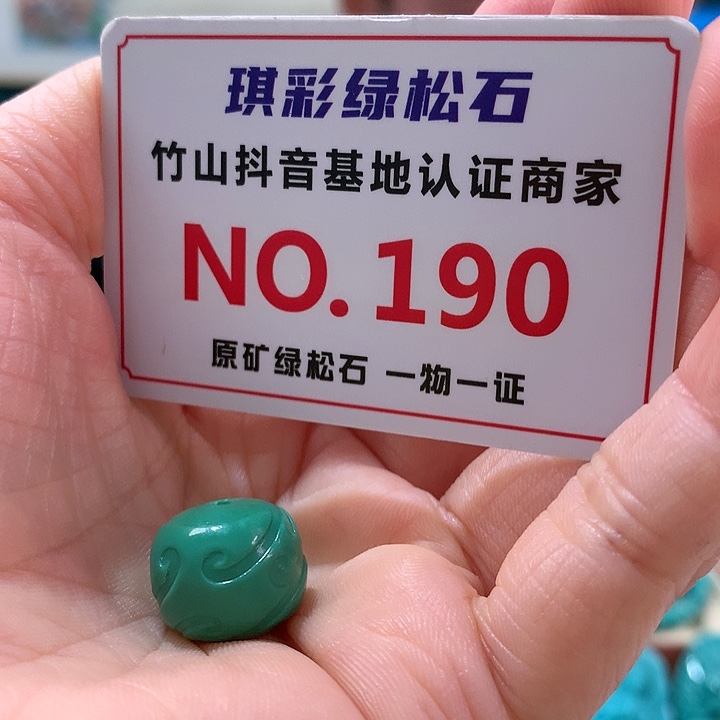 琪彩绿松石
竹山抖音基地认证商家
NO.190
原矿绿松石 一物一证